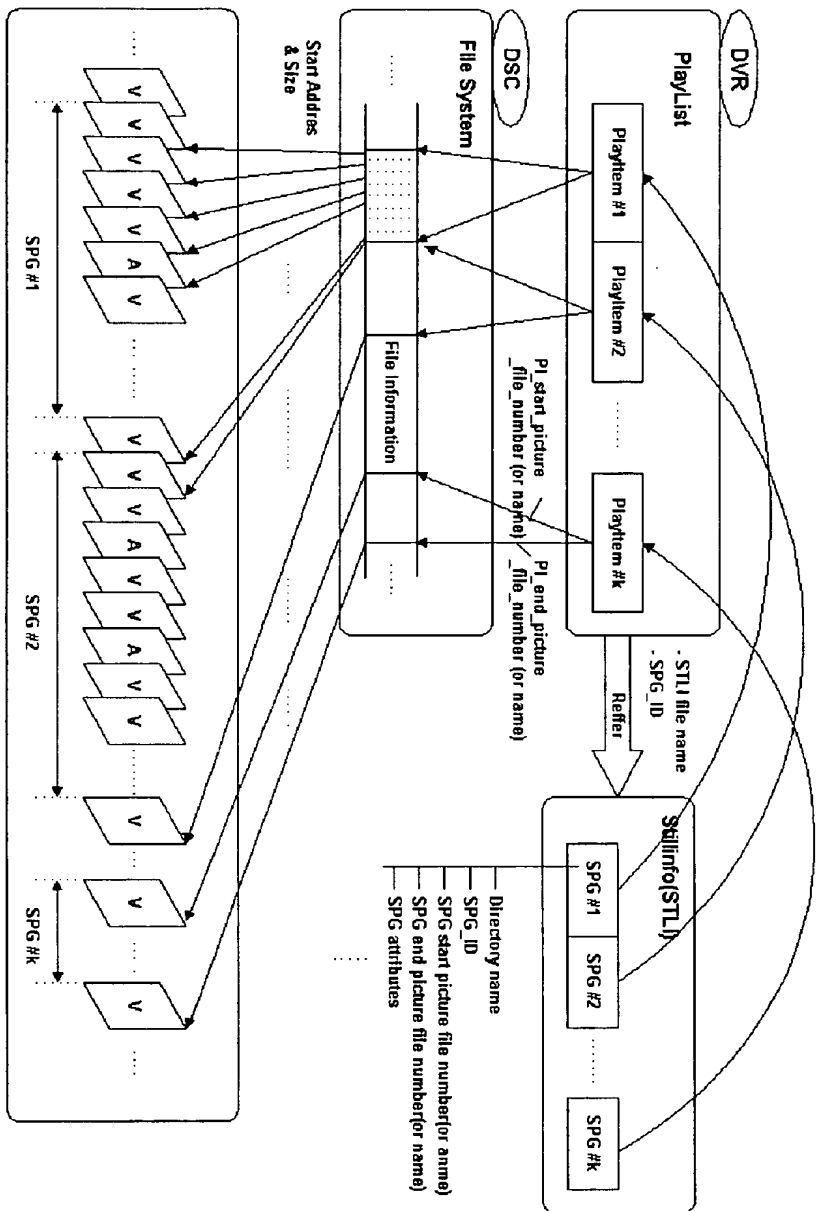 DVR
PlayList
PlayItem #1
PlayItem #2
........
PlayItem #k
- STLI file name
- SPG_ID
Reffer
StillInfo(STLI)
SPG #1
SPG #2
........
SPG #k
Directory name
SPG_ID
SPG start picture file number(or anme)
SPG end picture file number(or name)
SPG attributes
........
DSC
File System
........
File Information
........
PI_start_picture
_file_number (or name)
PI_end_picture
_file_number (or name)
Start Addres
& Size
........
........
........
........
........
V
V
V
V
V
A
V
........
V
V
V
A
V
V
A
V
V
........
V
........
V
........
V
........
SPG #1
SPG #2
SPG #k